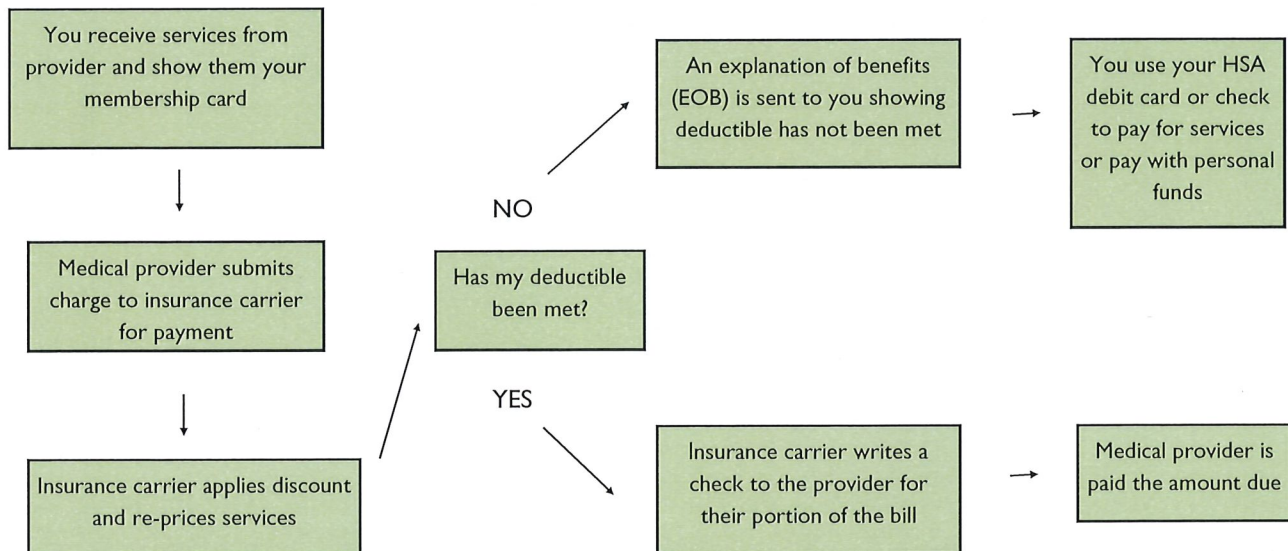 You receive services from
provider and show them your
membership card
Medical provider submits
charge to insurance carrier
for payment
Insurance carrier applies discount
and re-prices services
Has my deductible
been met?
NO
An explanation of benefits
(EOB) is sent to you showing
deductible has not been met
You use your HSA
debit card or check
to pay for services
or pay with personal
funds
YES
Insurance carrier writes a
check to the provider for
their portion of the bill
Medical provider is
paid the amount due